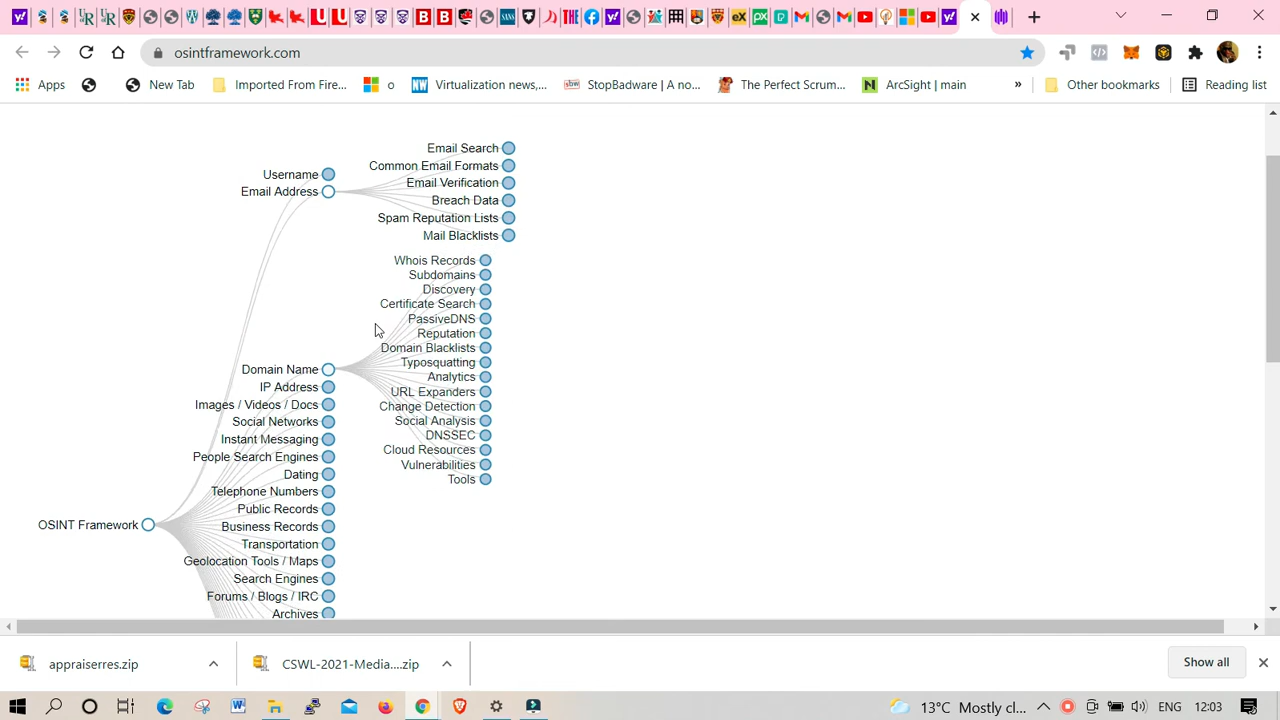 osintframework.com
Apps
New Tab
Imported From Fire...
o
Virtualization news,...
StopBadware | A no...
The Perfect Scrum...
ArcSight | main
»
Other bookmarks
Reading list
Email Search
Common Email Formats
Email Verification
Breach Data
Spam Reputation Lists
Mail Blacklists
Username
Email Address
Whois Records
Subdomains
Discovery
Certificate Search
PassiveDNS
Reputation
Domain Blacklists
Typosquatting
Analytics
URL Expanders
Change Detection
Social Analysis
DNSSEC
Cloud Resources
Vulnerabilities
Tools
Domain Name
IP Address
Images / Videos / Docs
Social Networks
Instant Messaging
People Search Engines
Dating
Telephone Numbers
Public Records
Business Records
Transportation
Geolocation Tools / Maps
Search Engines
Forums / Blogs / IRC
Archives
OSINT Framework
appraiserres.zip
CSWL-2021-Media....zip
Show all
13°C Mostly cl...
ENG
12:03